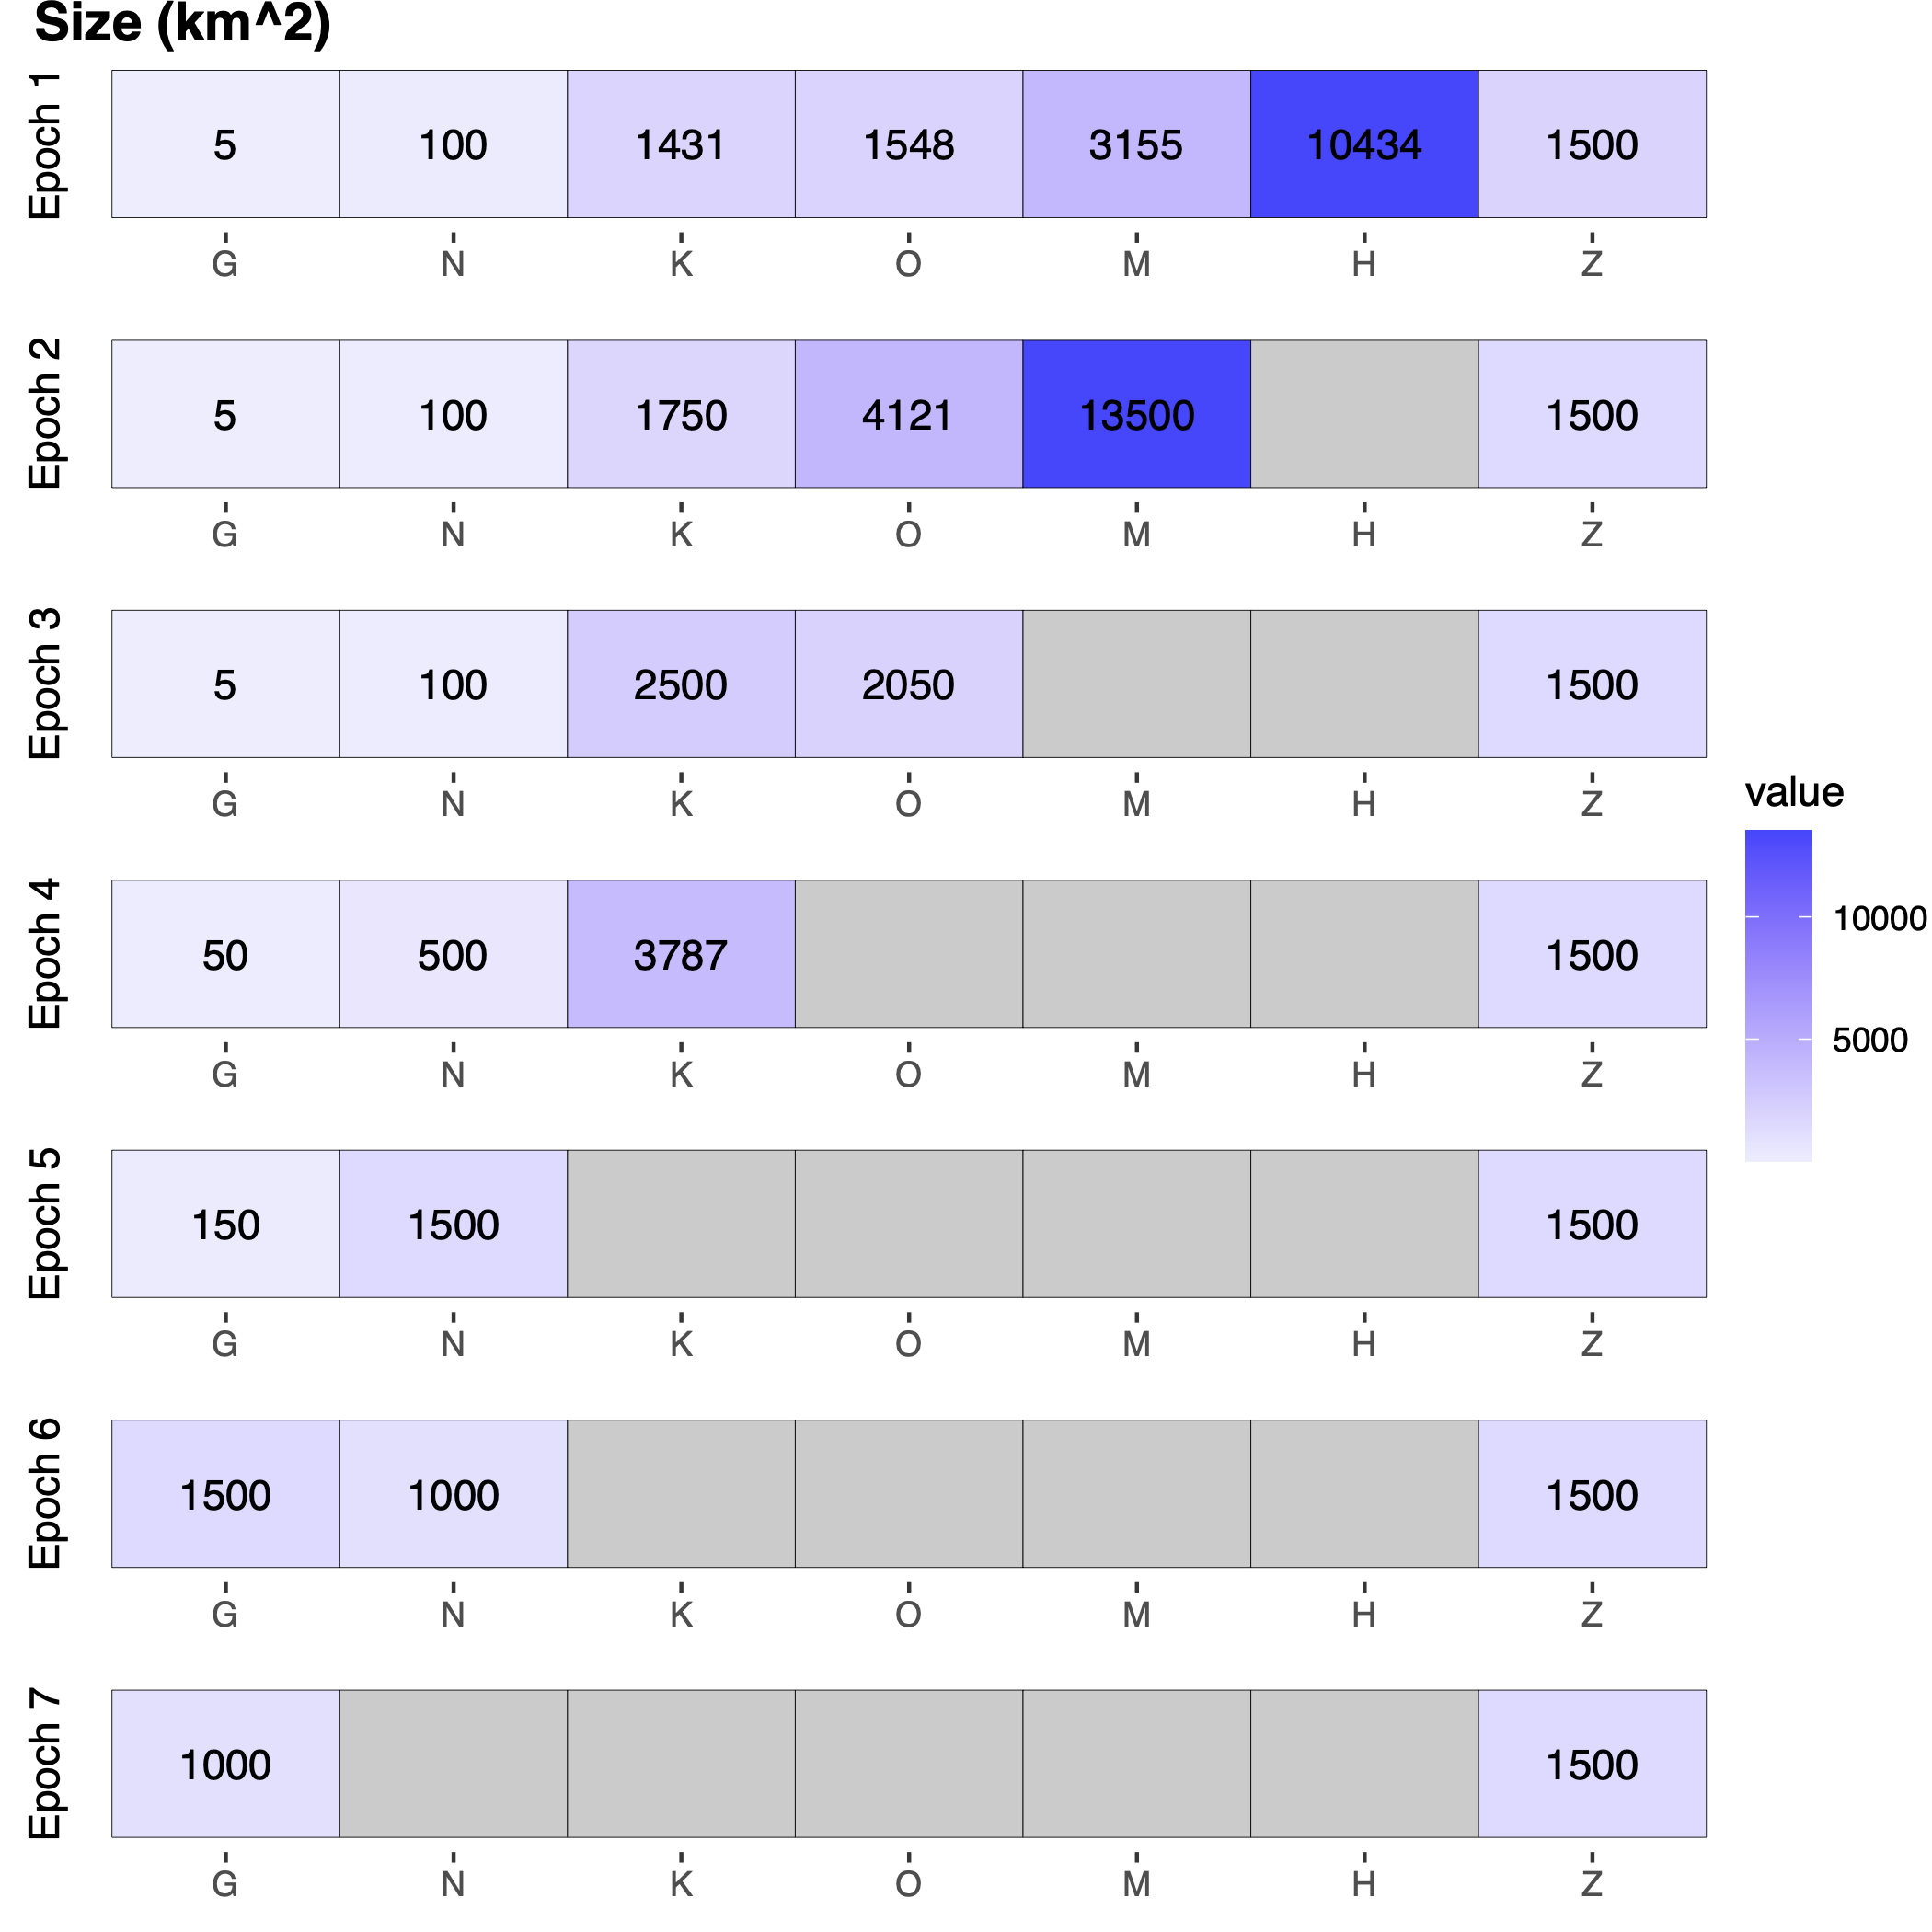 Size (km^2)
Epoch 1
5 100 1431 1548 3155 10434 1500
G N K O M H Z
Epoch 2
5 100 1750 4121 13500 1500
G N K O M H Z
Epoch 3
5 100 2500 2050 1500
G N K O M H Z
value
10000
5000
Epoch 4
50 500 3787 1500
G N K O M H Z
Epoch 5
150 1500 1500
G N K O M H Z
Epoch 6
1500 1000 1500
G N K O M H Z
Epoch 7
1000 1500
G N K O M H Z